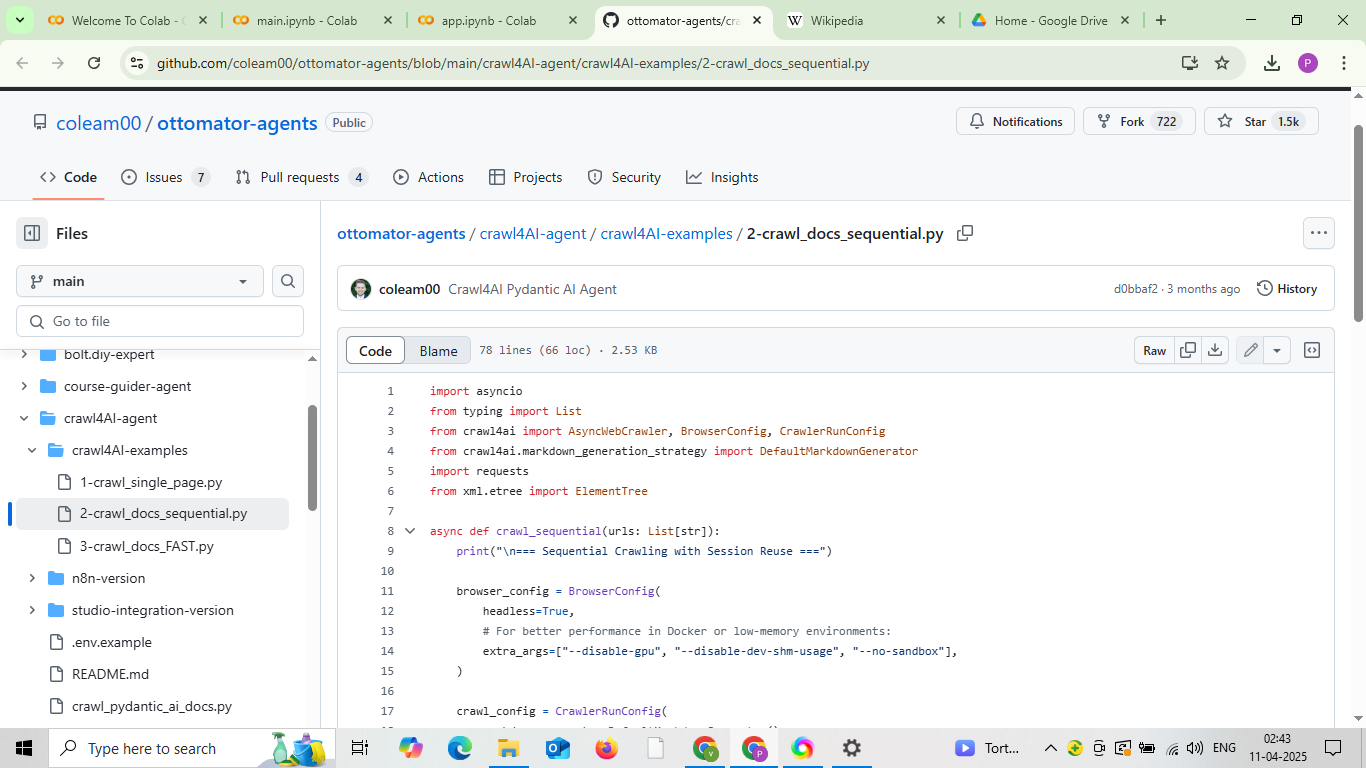 Welcome To Colab - C
main.ipynb - Colab
app.ipynb - Colab
ottomator-agents/cra
Wikipedia
Home - Google Drive
github.com/coleam00/ottomator-agents/blob/main/crawl4AI-agent/crawl4AI-examples/2-crawl_docs_sequential.py
P
coleam00 / ottomator-agents Public
Notifications
Fork 722
Star 1.5k
Code
Issues 7
Pull requests 4
Actions
Projects
Security
Insights
Files
main
Go to file
bolt.diy-expert
course-guider-agent
crawl4AI-agent
crawl4AI-examples
1-crawl_single_page.py
2-crawl_docs_sequential.py
3-crawl_docs_FAST.py
n8n-version
studio-integration-version
.env.example
README.md
crawl_pydantic_ai_docs.py
ottomator-agents / crawl4AI-agent / crawl4AI-examples / 2-crawl_docs_sequential.py
coleam00 Crawl4AI Pydantic AI Agent
d0bbaf2 · 3 months ago
History
Code
Blame
78 lines (66 loc) · 2.53 KB
Raw
1 import asyncio
2 from typing import List
3 from crawl4ai import AsyncWebCrawler, BrowserConfig, CrawlerRunConfig
4 from crawl4ai.markdown_generation_strategy import DefaultMarkdownGenerator
5 import requests
6 from xml.etree import ElementTree
7
8 async def crawl_sequential(urls: List[str]):
9 print("\n=== Sequential Crawling with Session Reuse ===")
10
11 browser_config = BrowserConfig(
12 headless=True,
13 # For better performance in Docker or low-memory environments:
14 extra_args=["--disable-gpu", "--disable-dev-shm-usage", "--no-sandbox"],
15 )
16
17 crawl_config = CrawlerRunConfig(
Type here to search
Tort...
ENG
02:43
11-04-2025